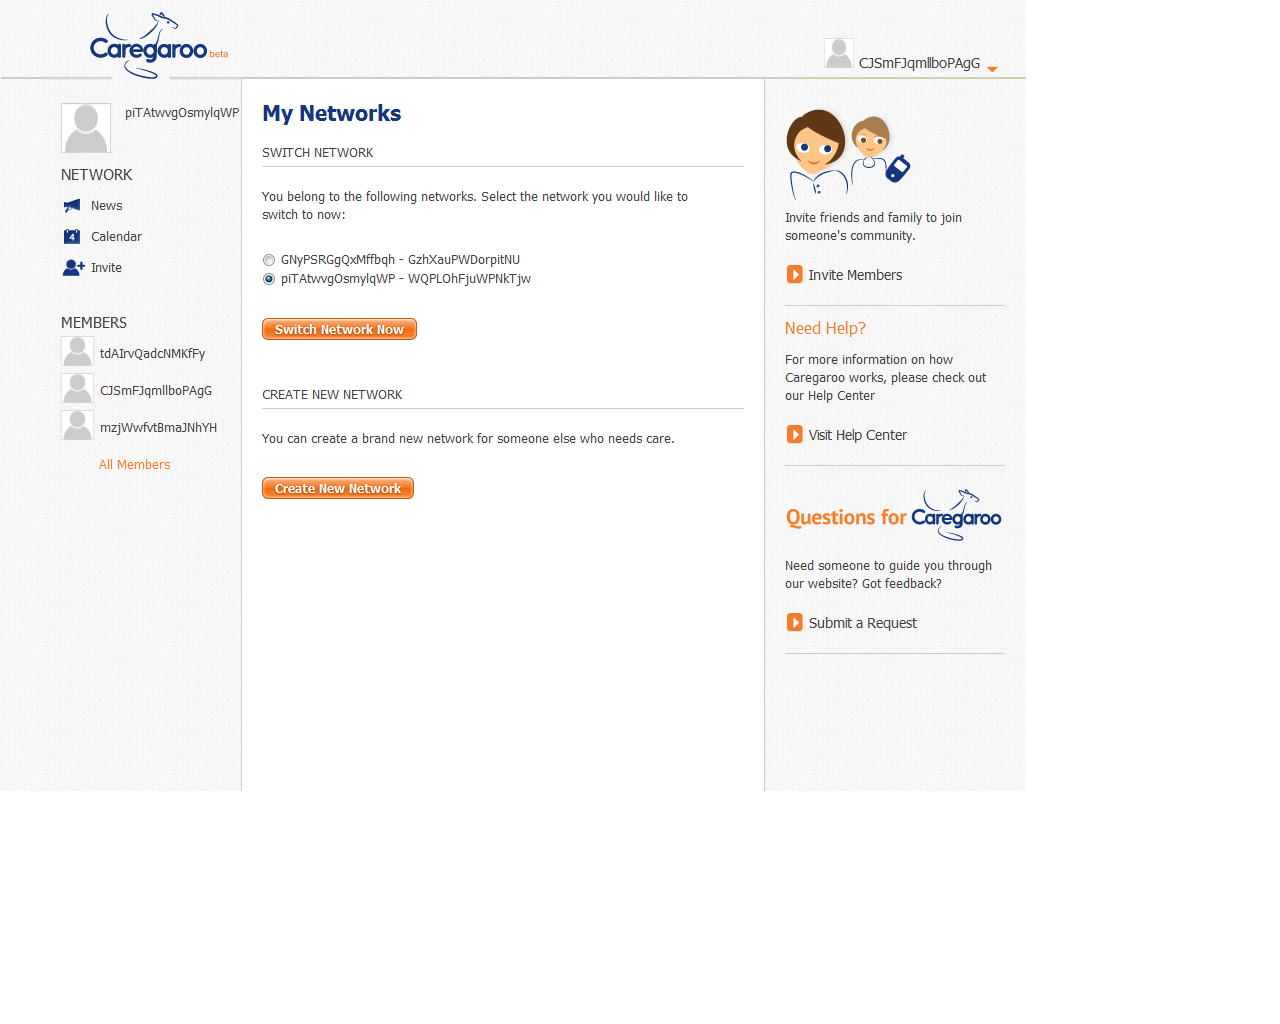 Caregaroo beta
CJSmFJqmllboPAgG
piTAtwvgOsmylqWP
NETWORK
News
4
Calendar
Invite
MEMBERS
tdAIrvQadcNMKfFy
CJSmFJqmllboPAgG
mzjWwfvtBmaJNhYH
All Members
My Networks
SWITCH NETWORK
You belong to the following networks. Select the network you would like to
switch to now:
GNyPSRGgQxMffbqh - GzhXauPWDorpitNU
piTAtwvgOsmylqWP - WQPLOhFjuWPNkTjw
Switch Network Now
CREATE NEW NETWORK
You can create a brand new network for someone else who needs care.
Create New Network
Invite friends and family to join
someone's community.
Invite Members
Need Help?
For more information on how
Caregaroo works, please check out
our Help Center
Visit Help Center
Questions for Caregaroo
Need someone to guide you through
our website? Got feedback?
Submit a Request